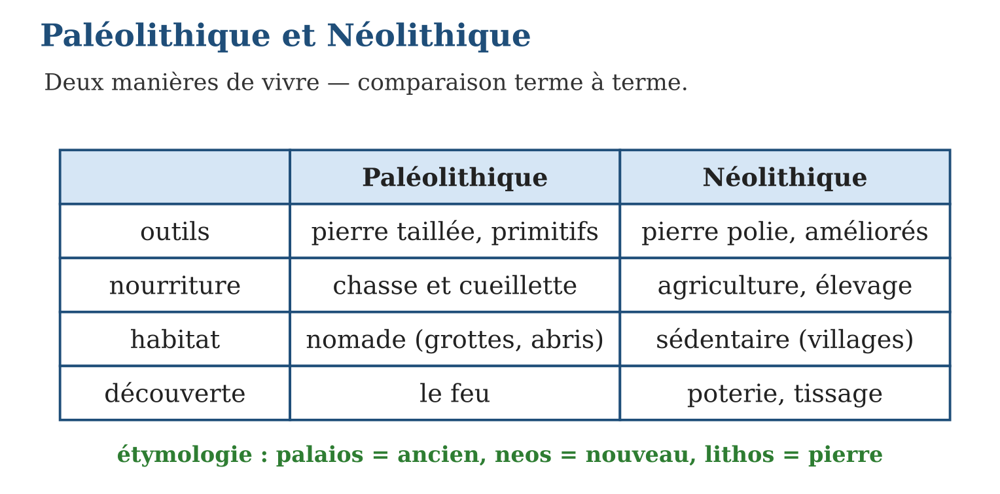 Paléolithique et Néolithique
Deux manières de vivre — comparaison terme à terme.
Paléolithique Néolithique
outils pierre taillée, primitifs pierre polie, améliorés
nourriture chasse et cueillette agriculture, élevage
habitat nomade (grottes, abris) sédentaire (villages)
découverte le feu poterie, tissage
étymologie : palaios = ancien, neos = nouveau, lithos = pierre